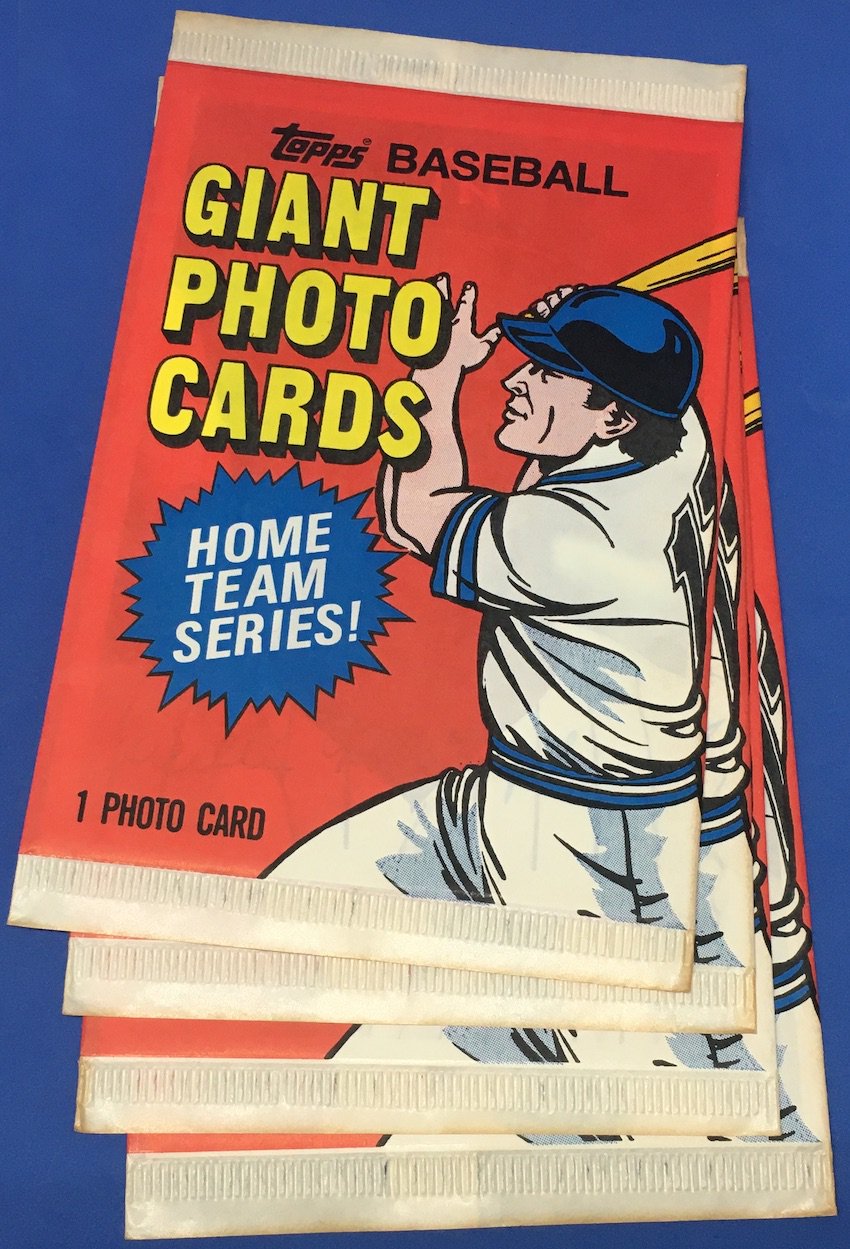 Topps® BASEBALL
GIANT
PHOTO
CARDS
HOME
TEAM
SERIES!
1 PHOTO CARD